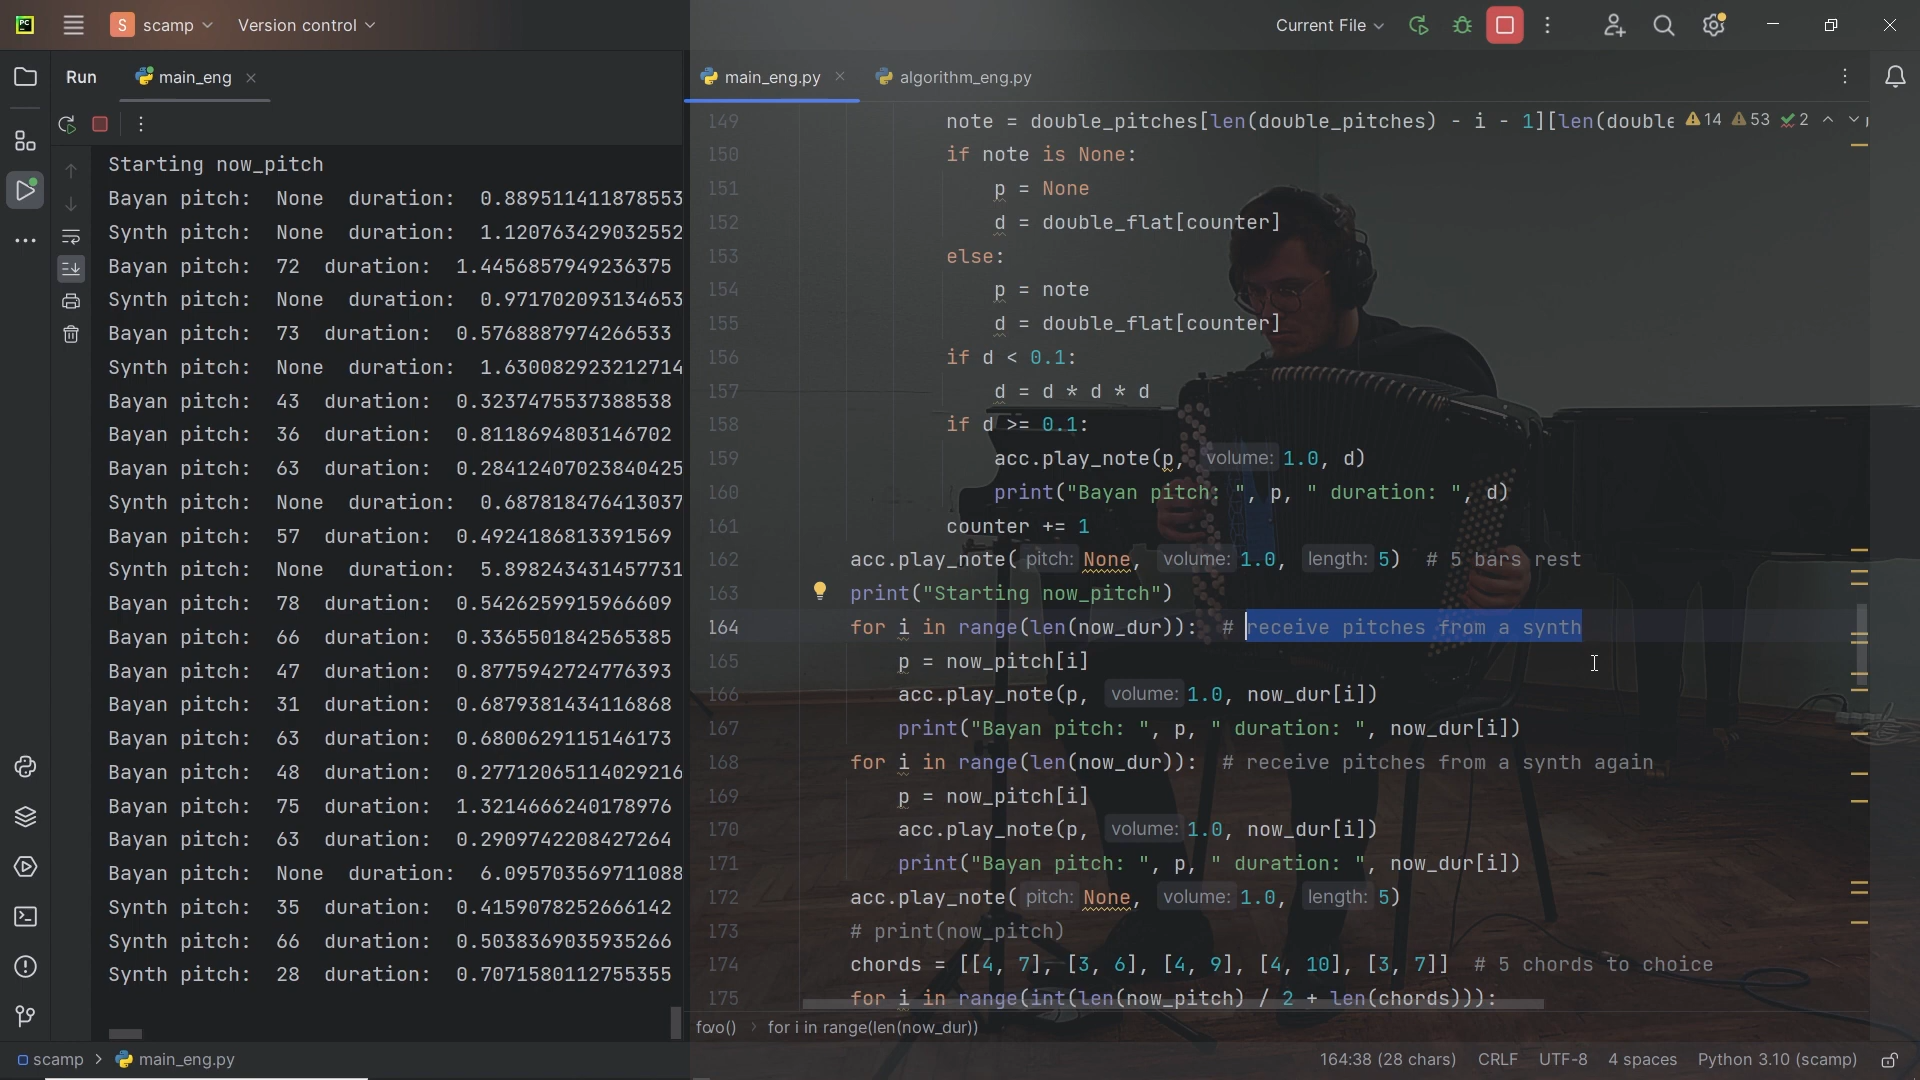 PC S scamp Version control Current File
Run main_eng main_eng.py algorithm_eng.py
Starting now_pitch
Bayan pitch: None duration: 0.889511411878553
Synth pitch: None duration: 1.120763429032552
Bayan pitch: 72 duration: 1.4456857949236375
Synth pitch: None duration: 0.971702093134653
Bayan pitch: 73 duration: 0.5768887974266533
Synth pitch: None duration: 1.630082923212714
Bayan pitch: 43 duration: 0.3237475537388538
Bayan pitch: 36 duration: 0.8118694803146702
Bayan pitch: 63 duration: 0.28412407023840425
Synth pitch: None duration: 0.687818476413037
Bayan pitch: 57 duration: 0.4924186813391569
Synth pitch: None duration: 5.898243431457731
Bayan pitch: 78 duration: 0.5426259915966609
Bayan pitch: 66 duration: 0.3365501842565385
Bayan pitch: 47 duration: 0.8775942724776393
Bayan pitch: 31 duration: 0.6879381434116868
Bayan pitch: 63 duration: 0.6800629115146173
Bayan pitch: 48 duration: 0.27712065114029216
Bayan pitch: 75 duration: 1.3214666240178976
Bayan pitch: 63 duration: 0.2909742208427264
Bayan pitch: None duration: 6.095703569711088
Synth pitch: 35 duration: 0.4159078252666142
Synth pitch: 66 duration: 0.5038369035935266
Synth pitch: 28 duration: 0.7071580112755355
149 note = double_pitches[len(double_pitches) - i - 1][len(double 14 53 2
150 if note is None:
151 p = None
152 d = double_flat[counter]
153 else:
154 p = note
155 d = double_flat[counter]
156 if d < 0.1:
157 d = d * d * d
158 if d >= 0.1:
159 acc.play_note(p, volume: 1.0, d)
160 print("Bayan pitch: ", p, " duration: ", d)
161 counter += 1
162 acc.play_note( pitch: None, volume: 1.0, length: 5) # 5 bars rest
163 print("Starting now_pitch")
164 for i in range(len(now_dur)): # receive pitches from a synth
165 p = now_pitch[i]
166 acc.play_note(p, volume: 1.0, now_dur[i])
167 print("Bayan pitch: ", p, " duration: ", now_dur[i])
168 for i in range(len(now_dur)): # receive pitches from a synth again
169 p = now_pitch[i]
170 acc.play_note(p, volume: 1.0, now_dur[i])
171 print("Bayan pitch: ", p, " duration: ", now_dur[i])
172 acc.play_note( pitch: None, volume: 1.0, length: 5)
173 # print(now_pitch)
174 chords = [[4, 7], [3, 6], [4, 9], [4, 10], [3, 7]] # 5 chords to choice
175 for i in range(int(len(now_pitch) / 2 + len(chords))):
for i in range(len(now_dur))
scamp > main_eng.py 164:38 (28 chars) CRLF UTF-8 4 spaces Python 3.10 (scamp)